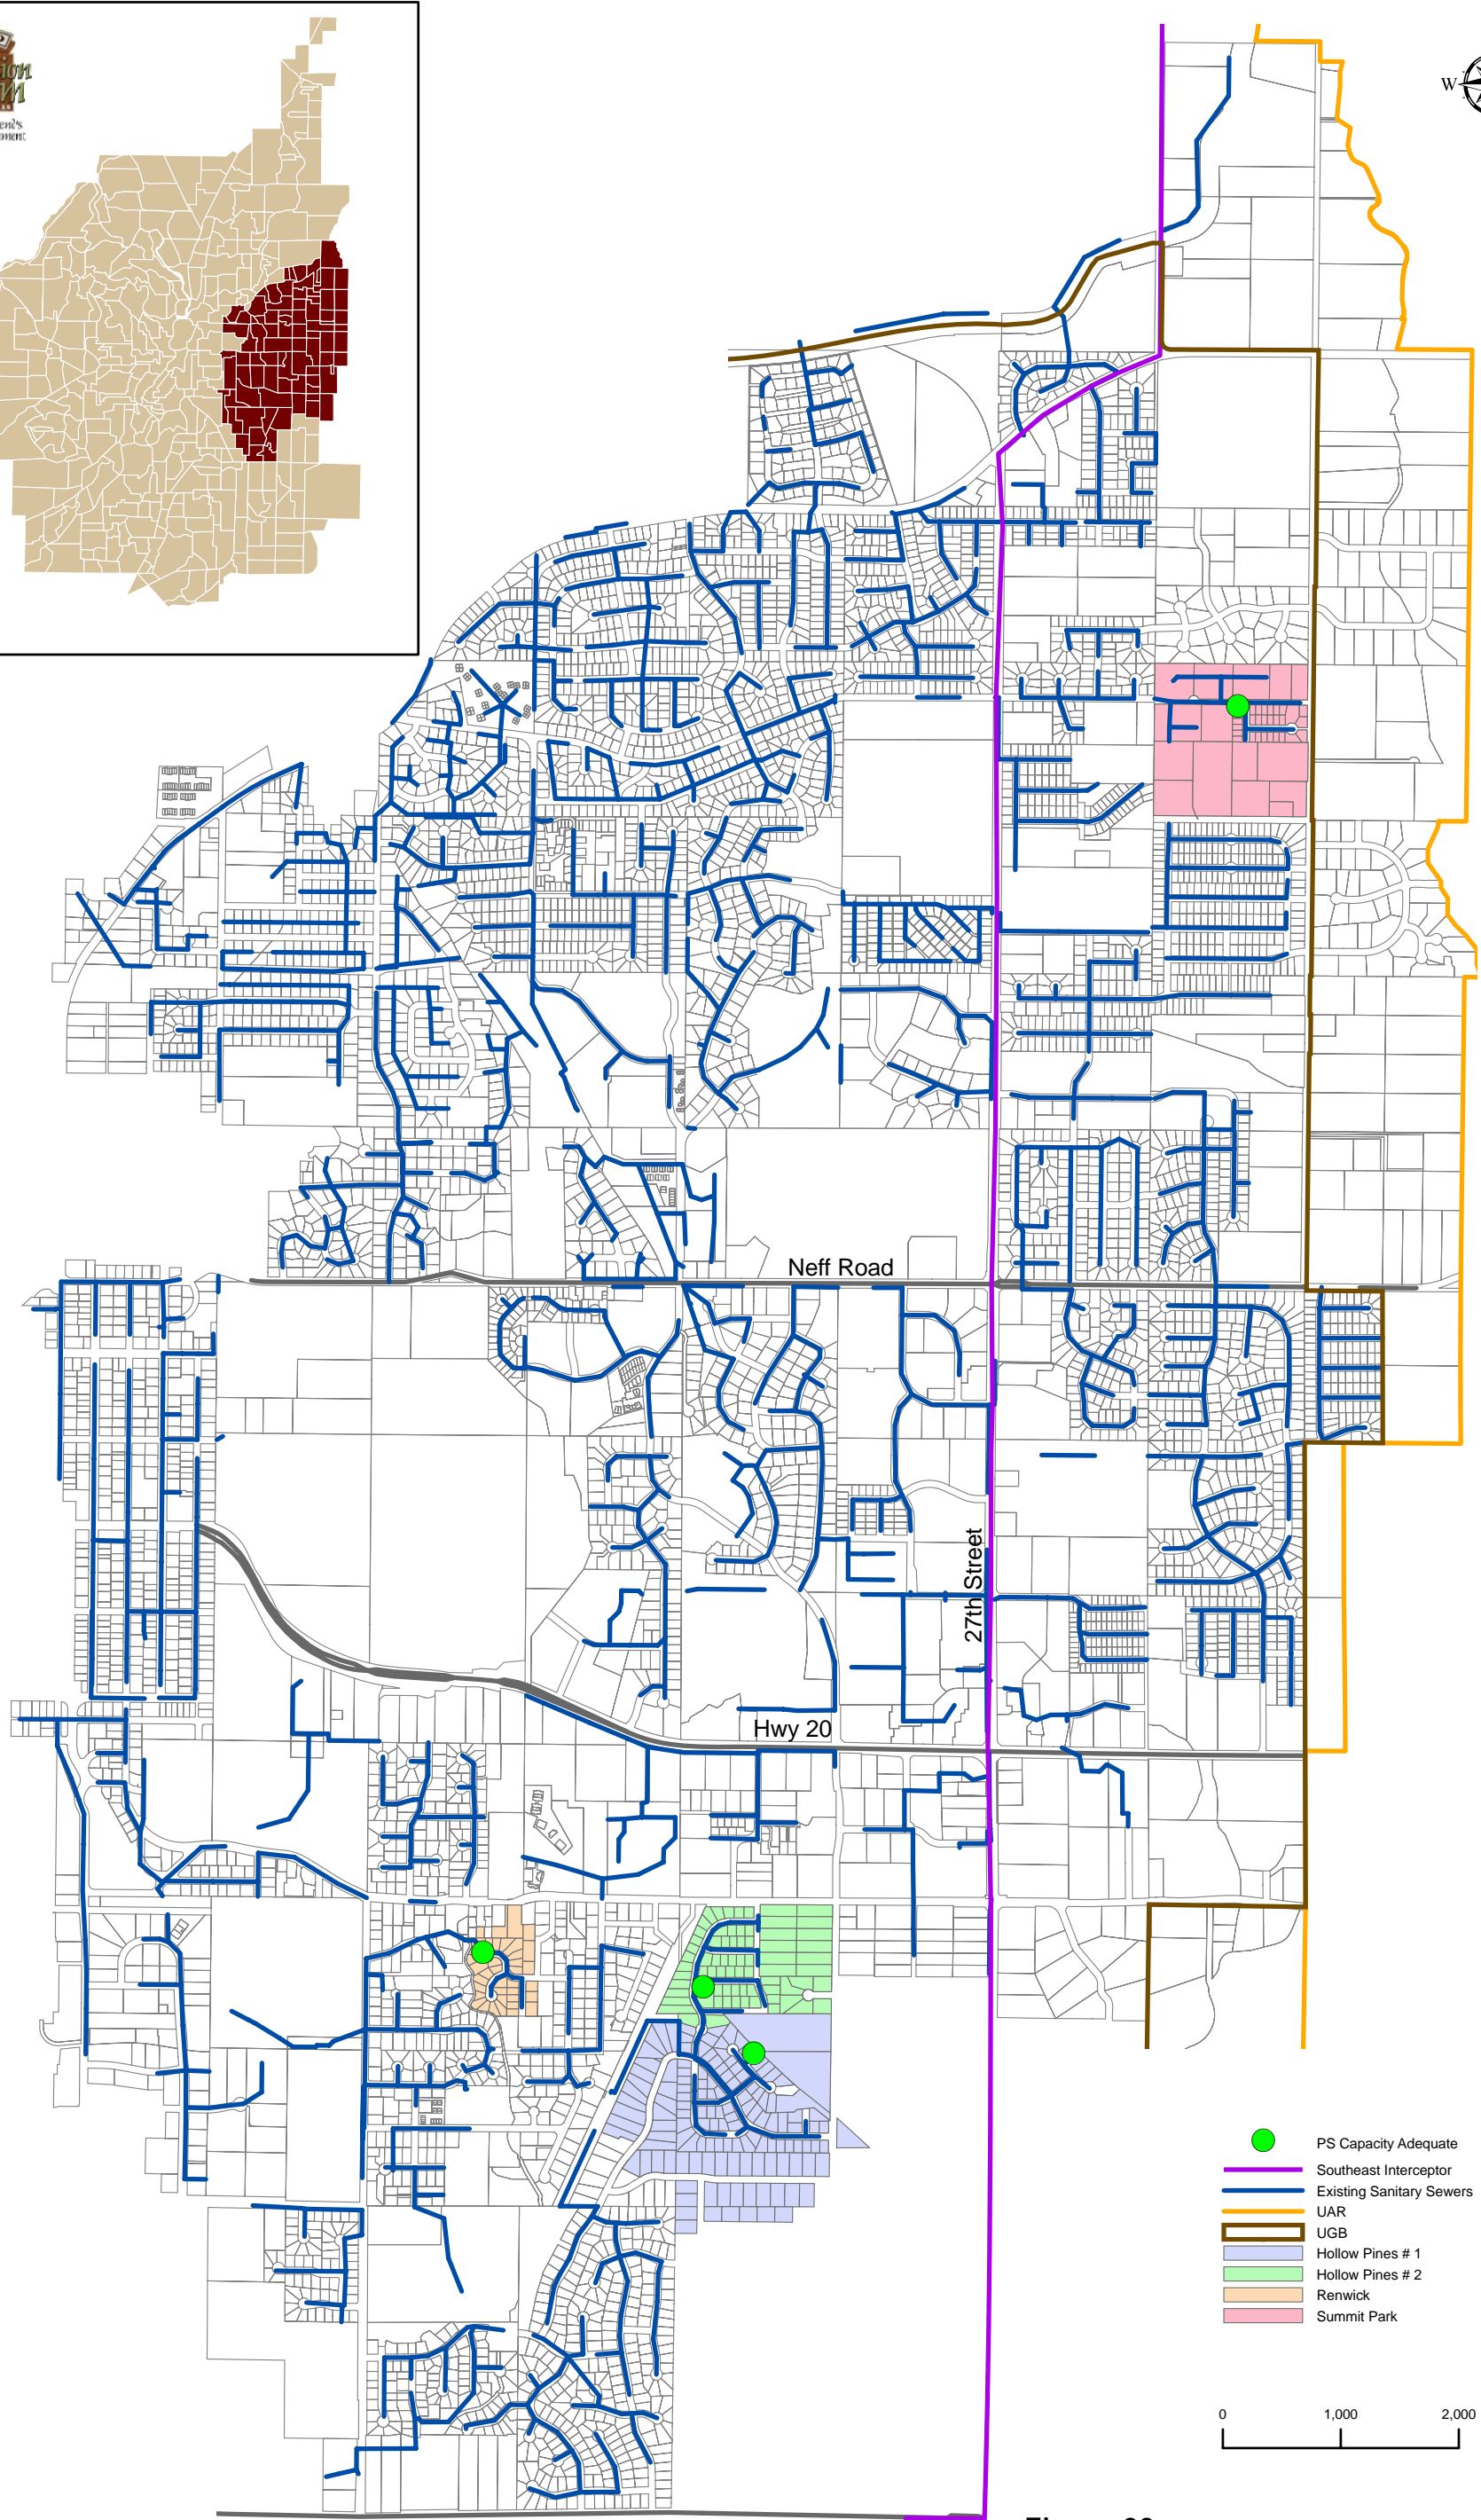 W
Neff Road
27th Street
Hwy 20
PS Capacity Adequate
Southeast Interceptor
Existing Sanitary Sewers
UAR
UGB
Hollow Pines # 1
Hollow Pines # 2
Renwick
Summit Park
0 1,000 2,000